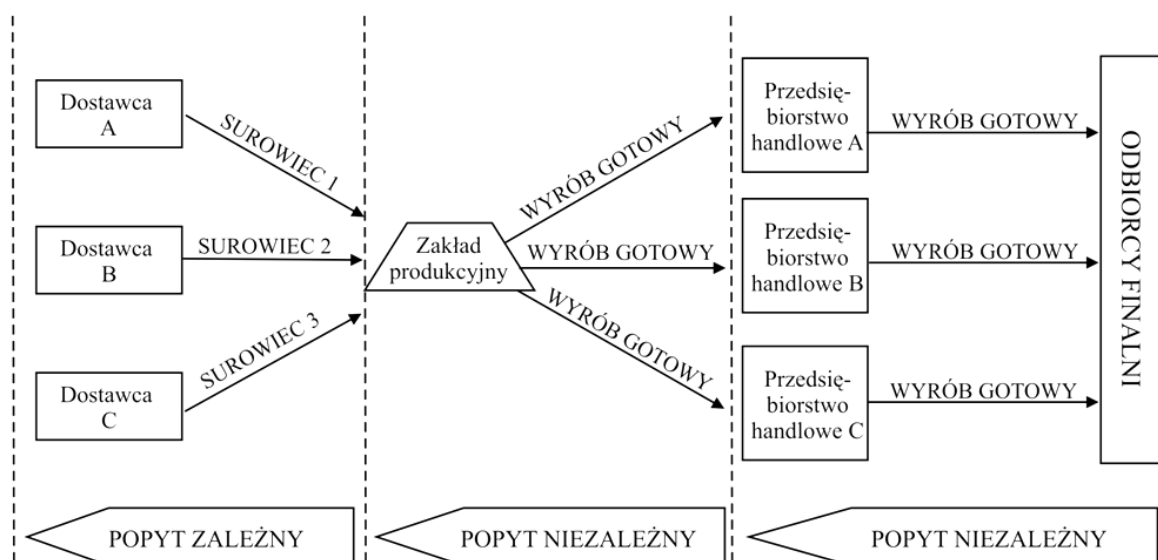 Dostawca
A
SUROWIEC 1
Dostawca
B
SUROWIEC 2
Dostawca
C
SUROWIEC 3
Zakład
produkcyjny
WYRÓB GOTOWY
WYRÓB GOTOWY
WYRÓB GOTOWY
Przedsię-
biorstwo
handlowe A
WYRÓB GOTOWY
Przedsię-
biorstwo
handlowe B
WYRÓB GOTOWY
Przedsię-
biorstwo
handlowe C
WYRÓB GOTOWY
ODBIORCY FINALNI
POPYT ZALEŻNY
POPYT NIEZALEŻNY
POPYT NIEZALEŻNY